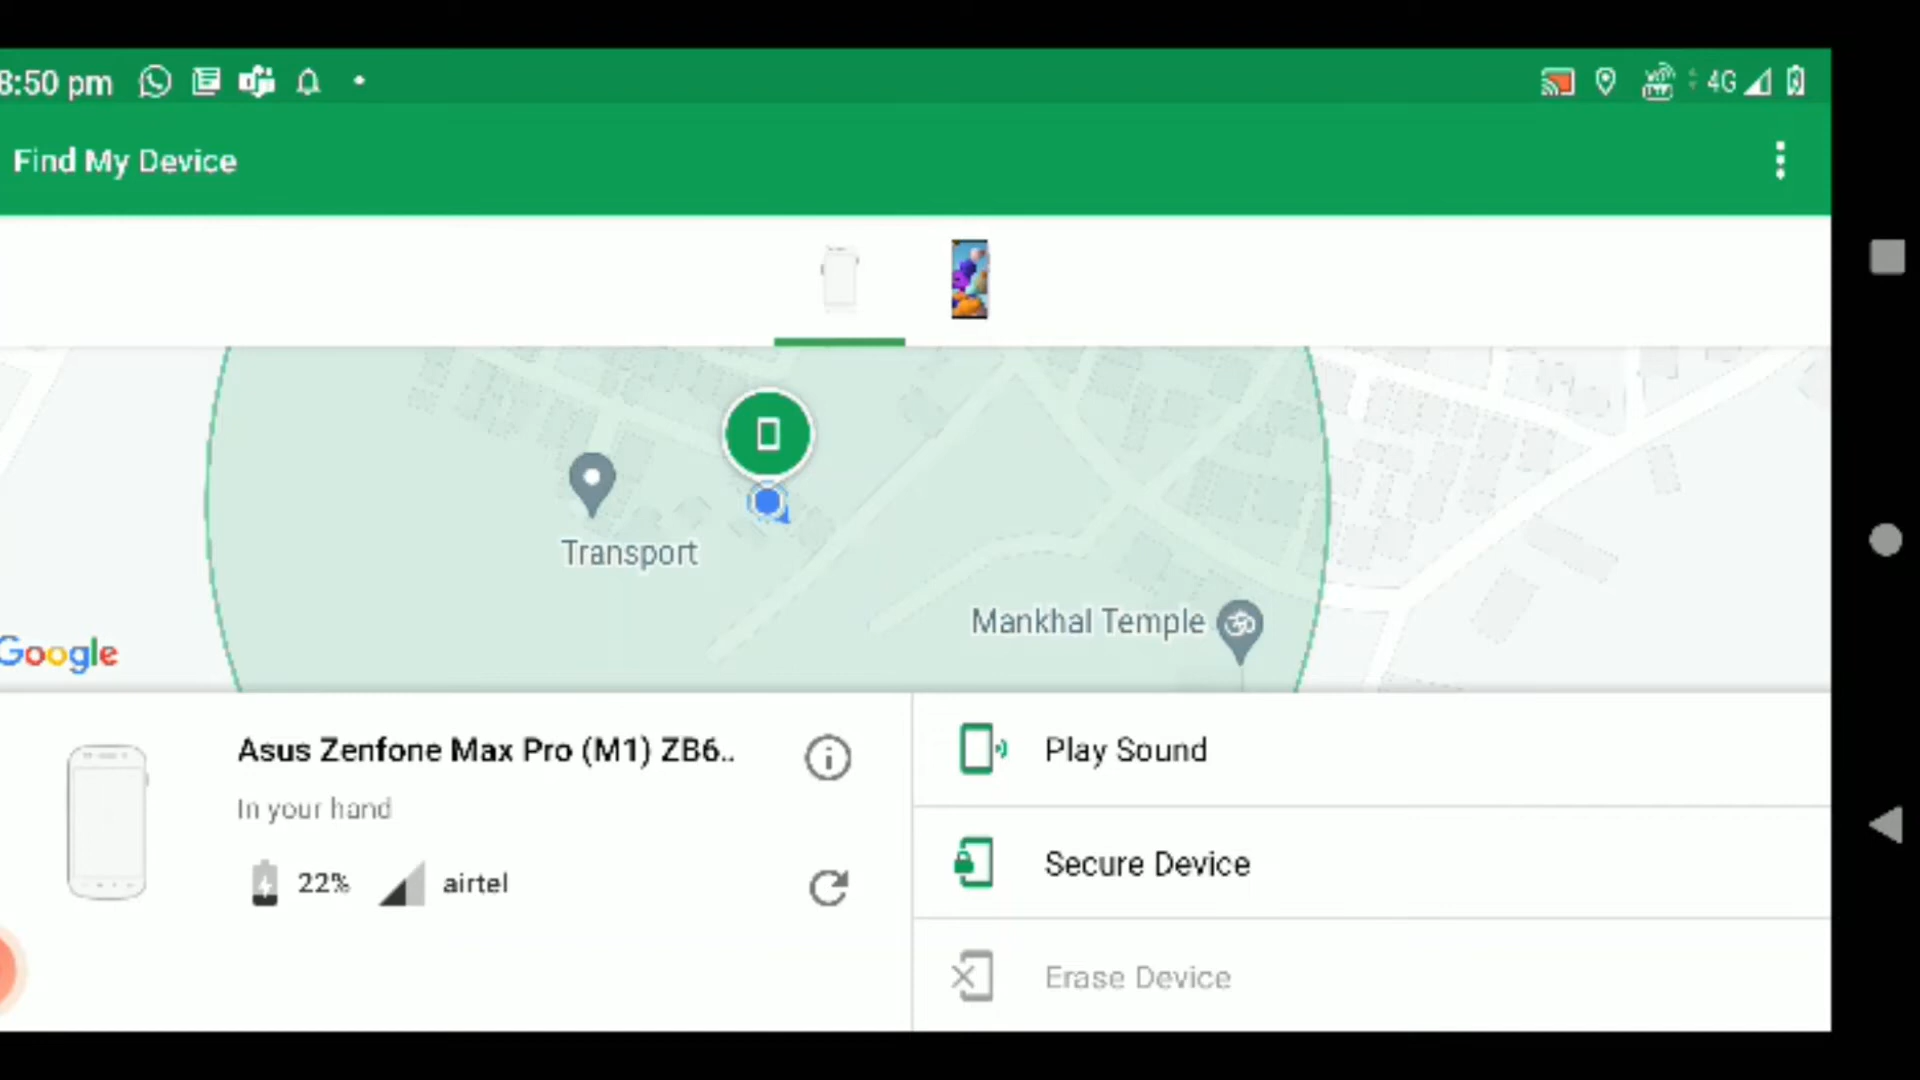 8:50 pm
4G
Find My Device
Transport
Mankhal Temple
Google
Asus Zenfone Max Pro (M1) ZB6..
In your hand
22%
airtel
Play Sound
Secure Device
Erase Device